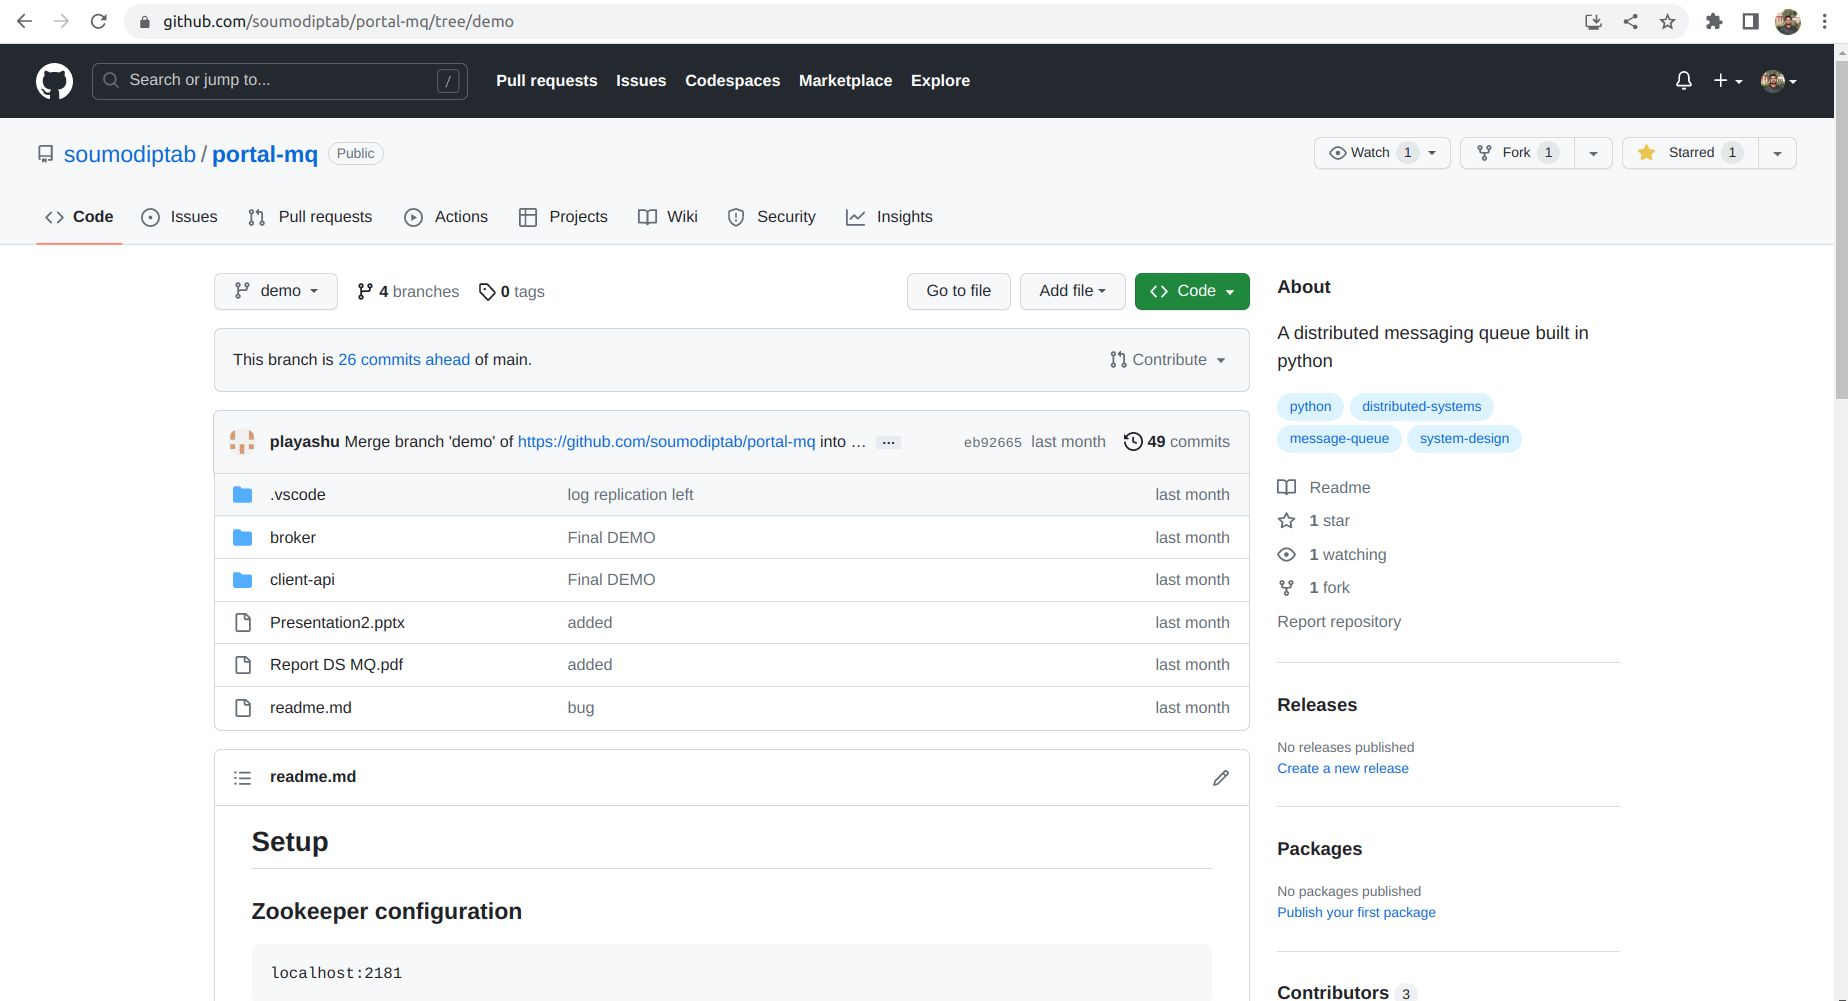 github.com/soumodiptab/portal-mq/tree/demo
Search or jump to... /
Pull requests Issues Codespaces Marketplace Explore
soumodiptab / portal-mq Public
Watch 1 Fork 1 Starred 1
Code Issues Pull requests Actions Projects Wiki Security Insights
demo 4 branches 0 tags Go to file Add file Code
This branch is 26 commits ahead of main. Contribute
playashu Merge branch 'demo' of https://github.com/soumodiptab/portal-mq into … ... eb92665 last month 49 commits
.vscode log replication left last month
broker Final DEMO last month
client-api Final DEMO last month
Presentation2.pptx added last month
Report DS MQ.pdf added last month
readme.md bug last month
readme.md
Setup
Zookeeper configuration
localhost:2181
About
A distributed messaging queue built in
python
python distributed-systems
message-queue system-design
Readme
1 star
1 watching
1 fork
Report repository
Releases
No releases published
Create a new release
Packages
No packages published
Publish your first package
Contributors 3